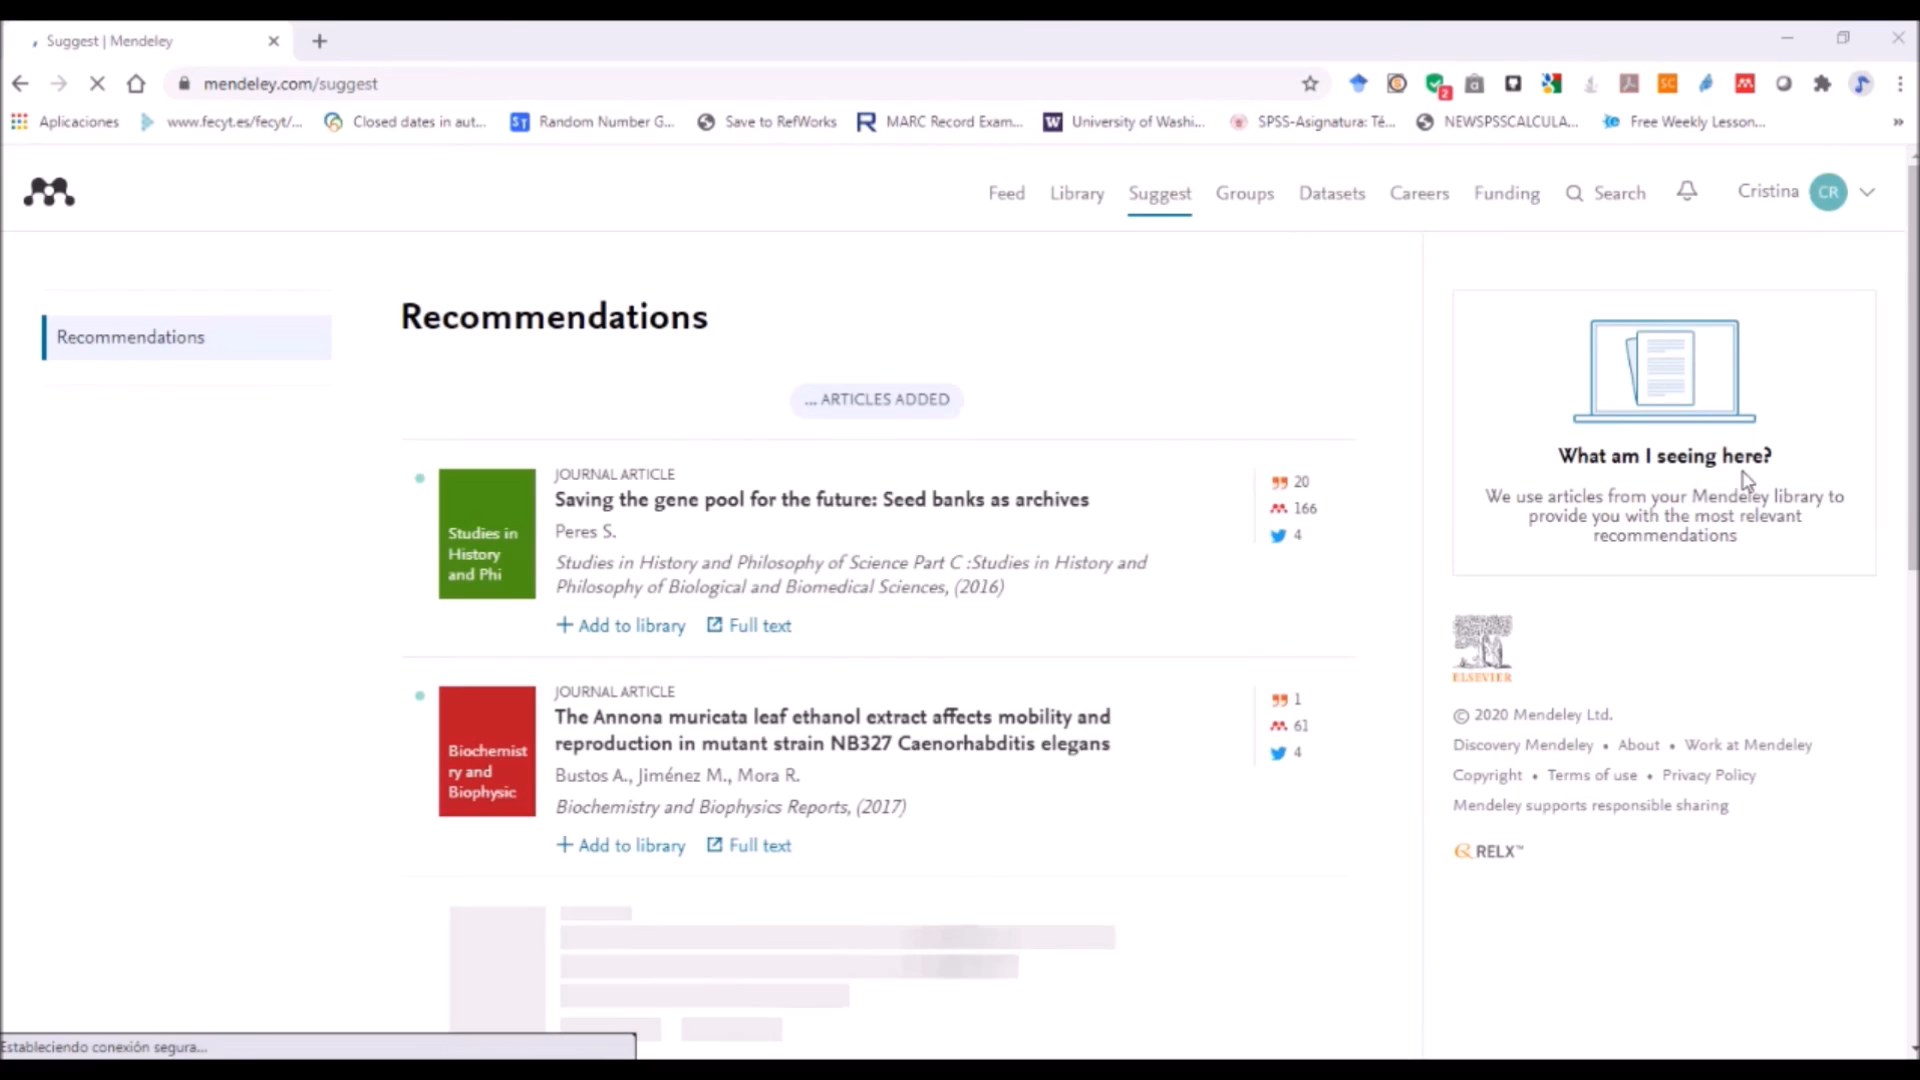 Suggest | Mendeley
mendeley.com/suggest
2
SC
Aplicaciones
www.fecyt.es/fecyt/...
Closed dates in aut...
ST Random Number G...
Save to RefWorks
R MARC Record Exam...
W University of Washi...
SPSS-Asignatura: Té...
NEWSPSSCALCULA...
Free Weekly Lesson...
»
Feed
Library
Suggest
Groups
Datasets
Careers
Funding
Search
Cristina
CR
Recommendations
Recommendations
... ARTICLES ADDED
Studies in
History
and Phi
JOURNAL ARTICLE
Saving the gene pool for the future: Seed banks as archives
Peres S.
Studies in History and Philosophy of Science Part C :Studies in History and
Philosophy of Biological and Biomedical Sciences, (2016)
+ Add to library
Full text
20
166
4
Biochemist
ry and
Biophysic
JOURNAL ARTICLE
The Annona muricata leaf ethanol extract affects mobility and
reproduction in mutant strain NB327 Caenorhabditis elegans
Bustos A., Jiménez M., Mora R.
Biochemistry and Biophysics Reports, (2017)
+ Add to library
Full text
1
61
4
What am I seeing here?
We use articles from your Mendeley library to
provide you with the most relevant
recommendations
ELSEVIER
© 2020 Mendeley Ltd.
Discovery Mendeley • About • Work at Mendeley
Copyright • Terms of use • Privacy Policy
Mendeley supports responsible sharing
RELX™
Estableciendo conexión segura...